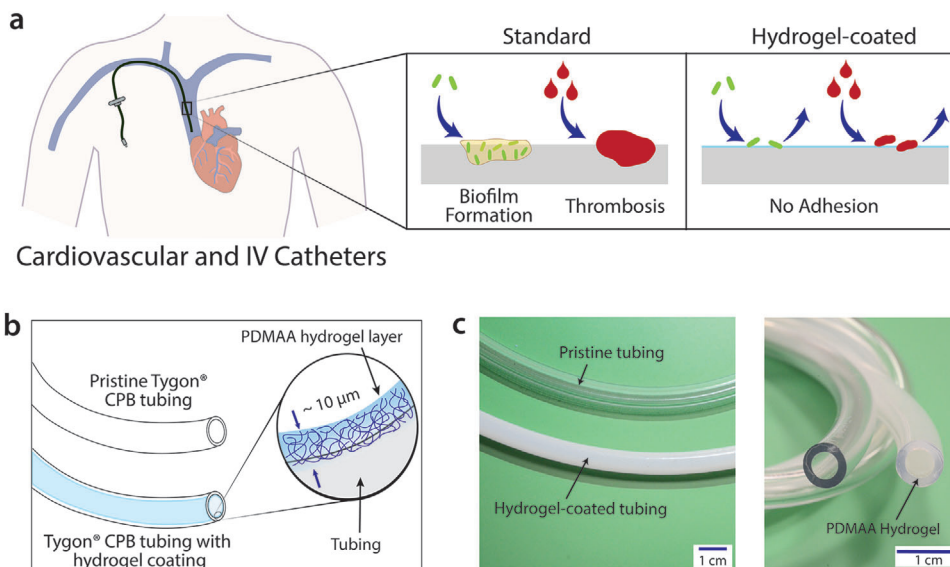 a
Standard
Hydrogel-coated
Biofilm
Formation
Thrombosis
No Adhesion
Cardiovascular and IV Catheters
b
PDMAA hydrogel layer
Pristine Tygon®
CPB tubing
~ 10 μm
Tygon® CPB tubing with
hydrogel coating
Tubing
c
Pristine tubing
Hydrogel-coated tubing
1 cm
PDMAA Hydrogel
1 cm